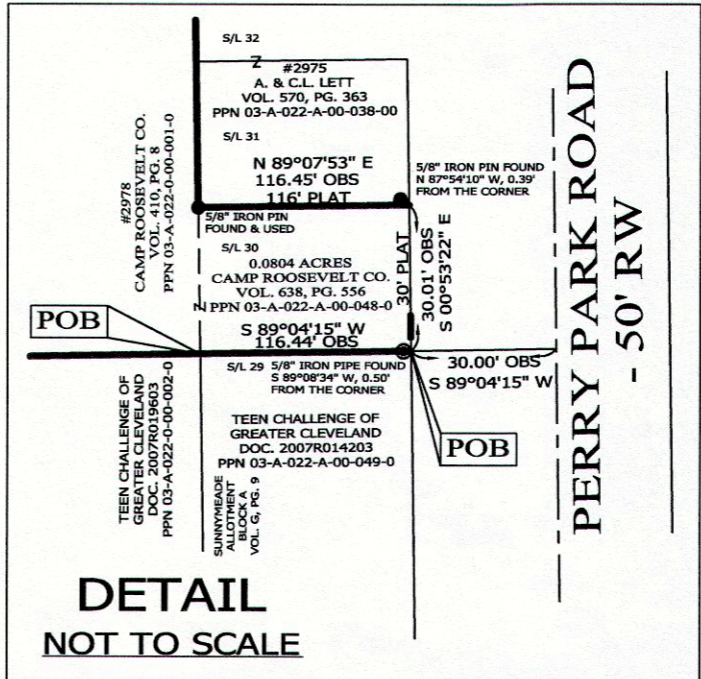 S/L 32
Z
#2975
A. & C.L. LETT
VOL. 570, PG. 363
PPN 03-A-022-A-00-038-00
S/L 31
N 89°07'53" E
116.45' OBS
116' PLAT
5/8" IRON PIN FOUND
N 87°54'10" W, 0.39'
FROM THE CORNER
5/8" IRON PIN
FOUND & USED
#2978
CAMP ROOSEVELT CO.
VOL. 410, PG. 8
PPN 03-A-022-0-00-001-0
S/L 30
0.0804 ACRES
CAMP ROOSEVELT CO.
VOL. 638, PG. 556
Z
PPN 03-A-022-A-00-048-0
30' PLAT
30.01' OBS
S 00°53'22" E
POB
S 89°04'15" W
116.44' OBS
S/L 29
5/8" IRON PIPE FOUND
S 89°08'34" W, 0.50'
FROM THE CORNER
30.00' OBS
S 89°04'15" W
POB
TEEN CHALLENGE OF
GREATER CLEVELAND
DOC. 2007R019603
PPN 03-A-022-0-00-002-0
TEEN CHALLENGE OF
GREATER CLEVELAND
DOC. 2007R014203
PPN 03-A-022-A-00-049-0
SUNNYMEADE
ALLOTMENT
BLOCK A
VOL. G, PG. 9
PERRY PARK ROAD
- 50' RW
DETAIL
NOT TO SCALE